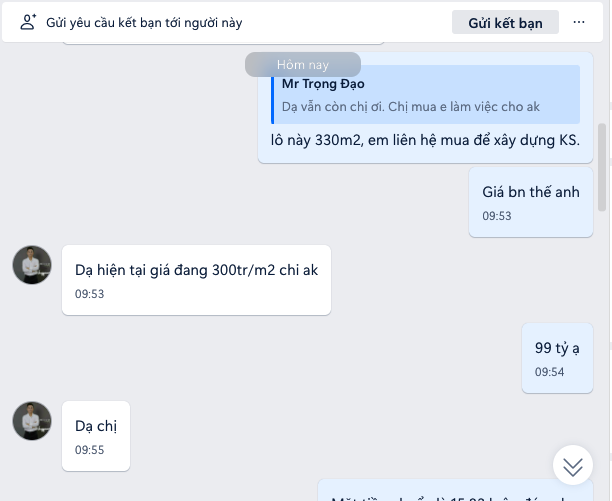 Gửi yêu cầu kết bạn tới người này
Gửi kết bạn
Hôm nay
Mr Trọng Đạo
Dạ vẫn còn chị ơi. Chị mua e làm việc cho ak
lô này 330m2, em liên hệ mua để xây dựng KS.
Giá bn thế anh
09:53
Dạ hiện tại giá đang 300tr/m2 chi ak
09:53
99 tỷ ạ
09:54
Dạ chị
09:55